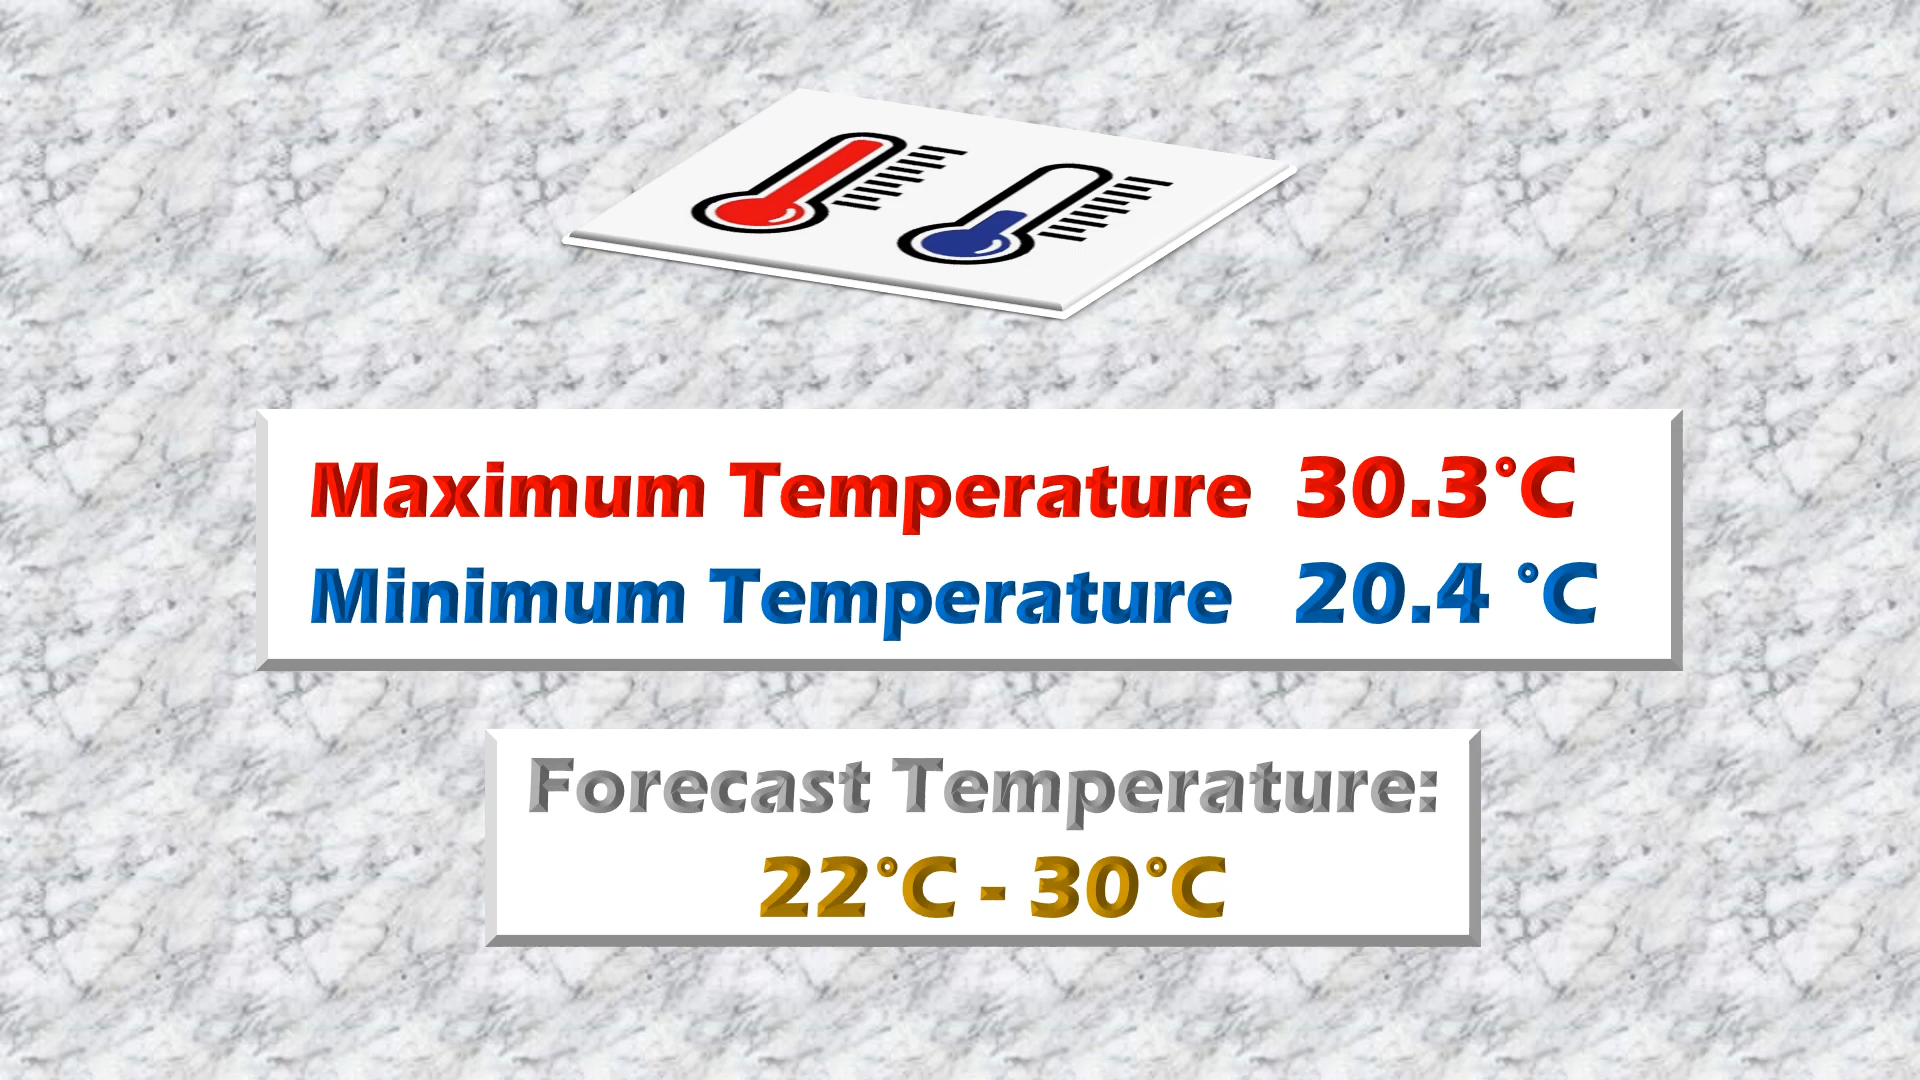 Maximum Temperature 30.3°C
Minimum Temperature 20.4 °C
Forecast Temperature:
22°C - 30°C